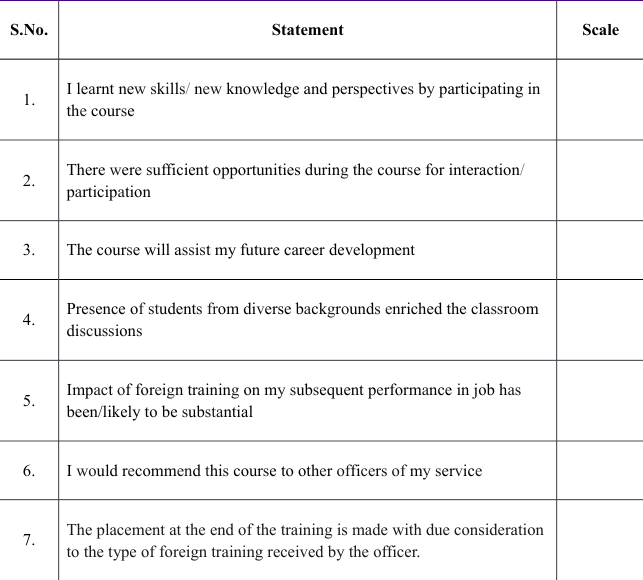 S.No. Statement Scale
1. I learnt new skills/ new knowledge and perspectives by participating in
the course
2. There were sufficient opportunities during the course for interaction/
participation
3. The course will assist my future career development
4. Presence of students from diverse backgrounds enriched the classroom
discussions
5. Impact of foreign training on my subsequent performance in job has
been/likely to be substantial
6. I would recommend this course to other officers of my service
7. The placement at the end of the training is made with due consideration
to the type of foreign training received by the officer.